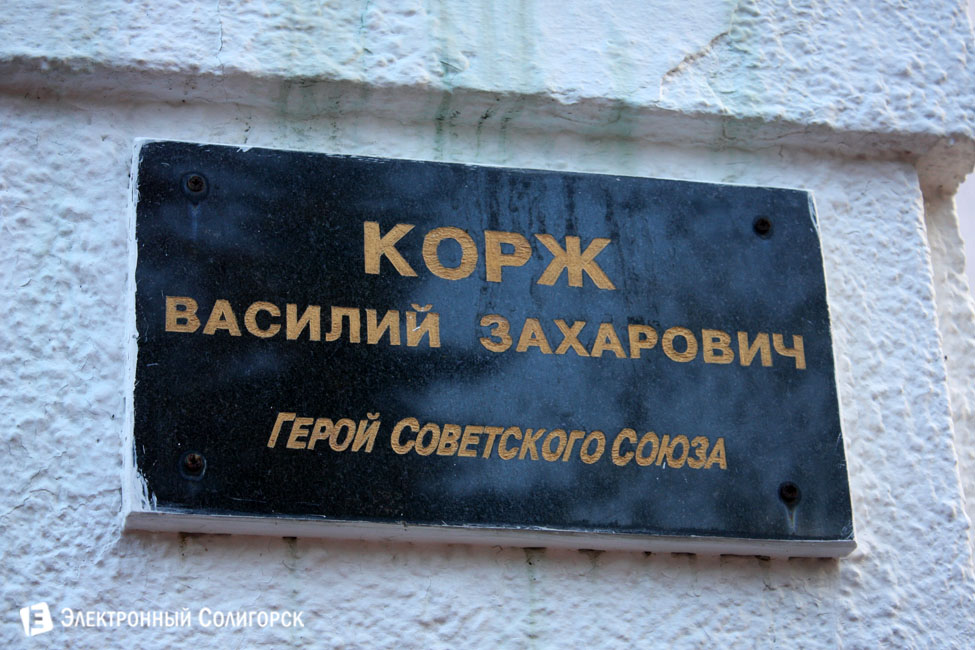 КОРЖ
ВАСИЛИЙ ЗАХАРОВИЧ
ГЕРОЙ СОВЕТСКОГО СОЮЗА
ЭЛЕКТРОННЫЙ СОЛИГОРСК